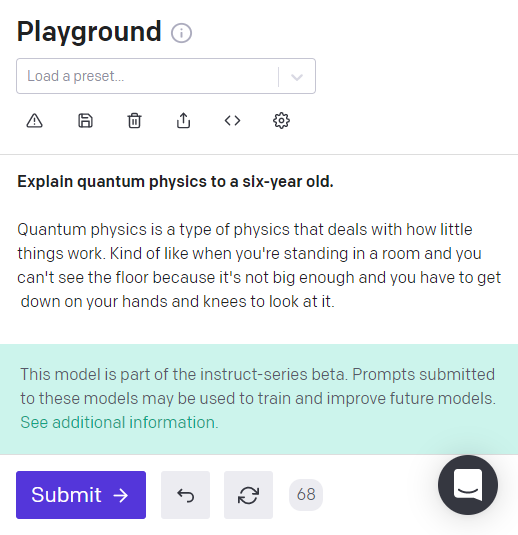 Playground
Load a preset...
Explain quantum physics to a six-year old.
Quantum physics is a type of physics that deals with how little
things work. Kind of like when you're standing in a room and you
can't see the floor because it's not big enough and you have to get
down on your hands and knees to look at it.
This model is part of the instruct-series beta. Prompts submitted
to these models may be used to train and improve future models.
See additional information.
Submit
68